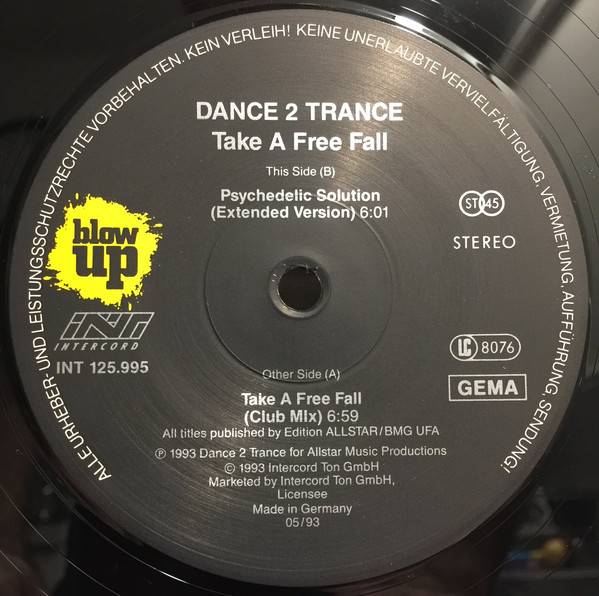 ALLE URHEBER- UND LEISTUNGSSCHUTZRECHTE VORBEHALTEN. KEIN VERLEIH! KEINE UNERLAUBTE VERVIELFÄLTIGUNG, VERMIETUNG, AUFFÜHRUNG, SENDUNG!
DANCE 2 TRANCE
Take A Free Fall
This Side (B)
Psychedelic Solution
(Extended Version) 6:01
ST 45
STEREO
blow
up
INT
INTERCORD
INT 125.995
LC 8076
GEMA
Other Side (A)
Take A Free Fall
(Club Mix) 6:59
All titles published by Edition ALLSTAR/BMG UFA
℗ 1993 Dance 2 Trance for Allstar Music Productions
© 1993 Intercord Ton GmbH
Marketed by Intercord Ton GmbH,
Licensee
Made in Germany
05/93